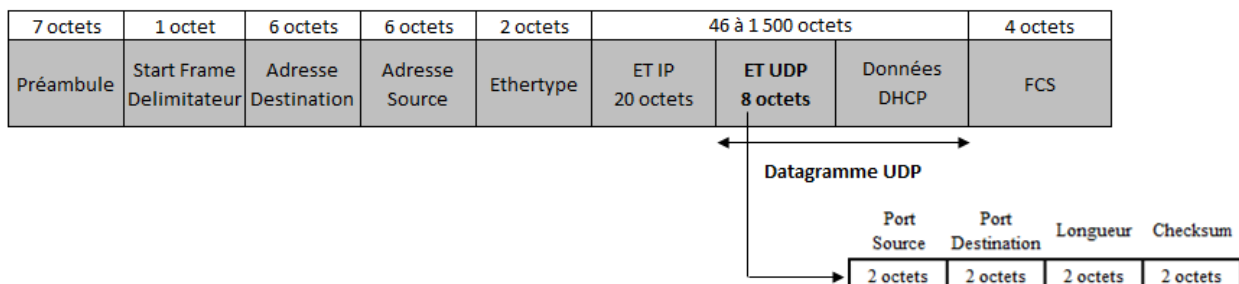 7 octets 1 octet 6 octets 6 octets 2 octets 46 à 1 500 octets 4 octets
Préambule Start Frame Delimitateur Adresse Destination Adresse Source Ethertype ET IP 20 octets ET UDP 8 octets Données DHCP FCS
Datagramme UDP
Port Source Port Destination Longueur Checksum
2 octets 2 octets 2 octets 2 octets